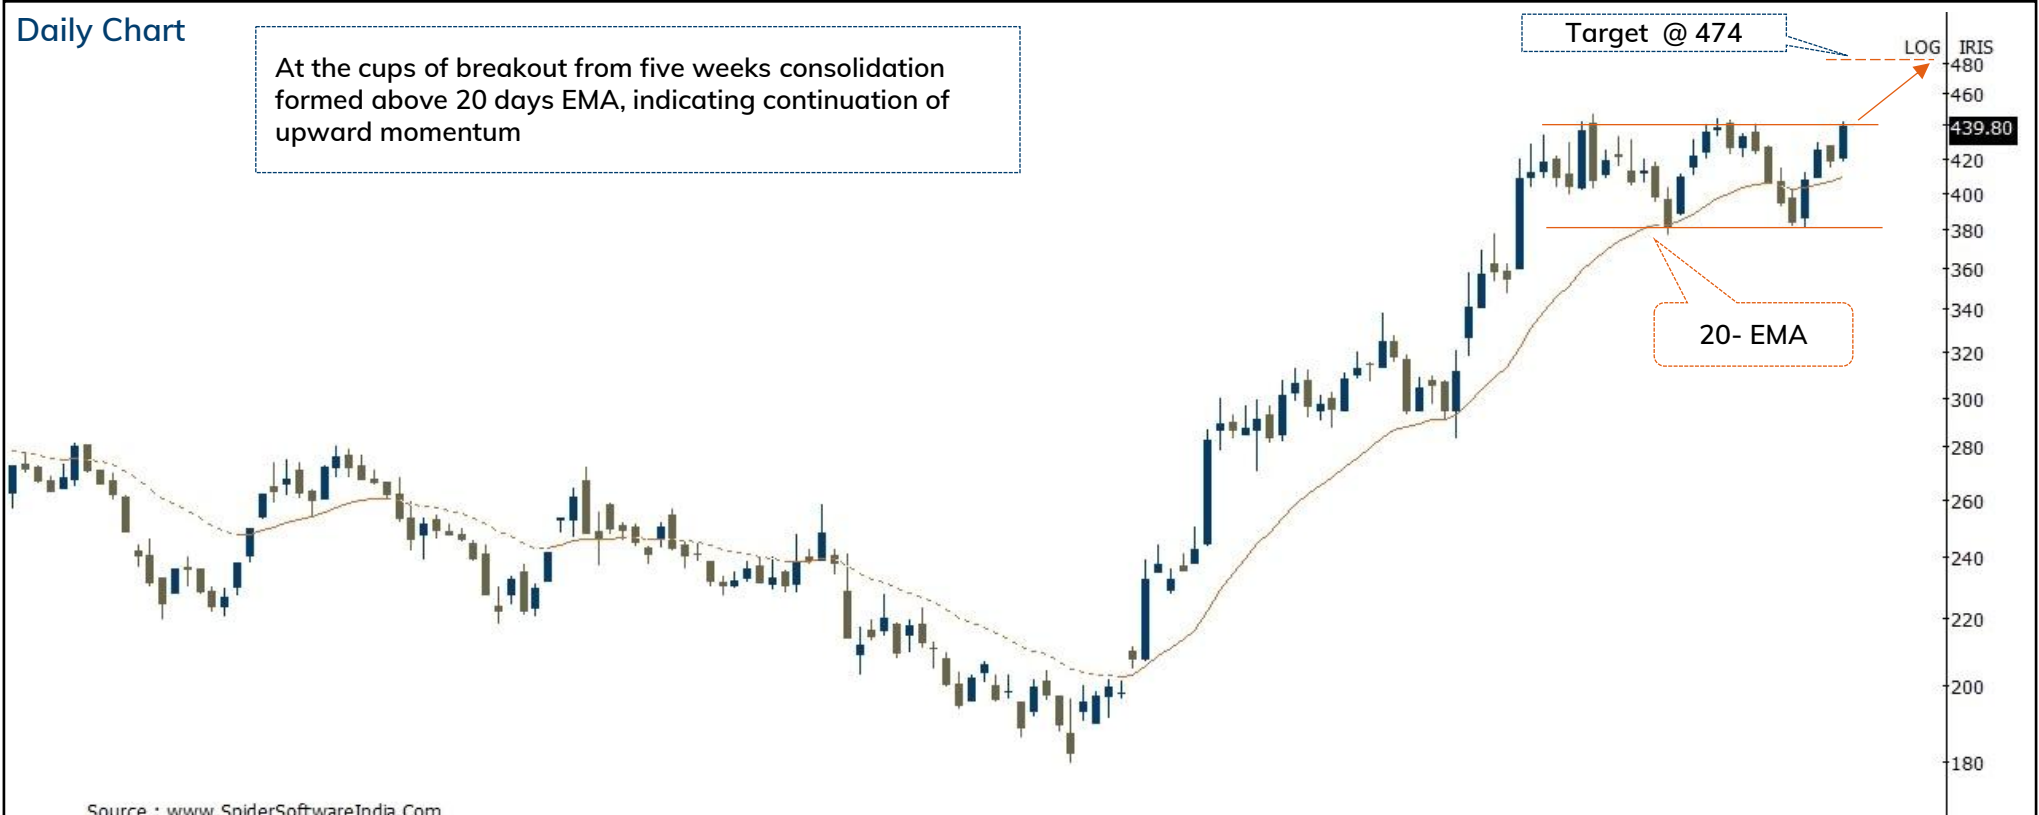 Daily Chart
At the cups of breakout from five weeks consolidation
formed above 20 days EMA, indicating continuation of
upward momentum
Target @ 474
LOG IRIS
480
460
439.80
420
400
380
360
340
320
300
280
260
240
220
200
180
20- EMA
Source : www.SpiderSoftwareIndia.Com